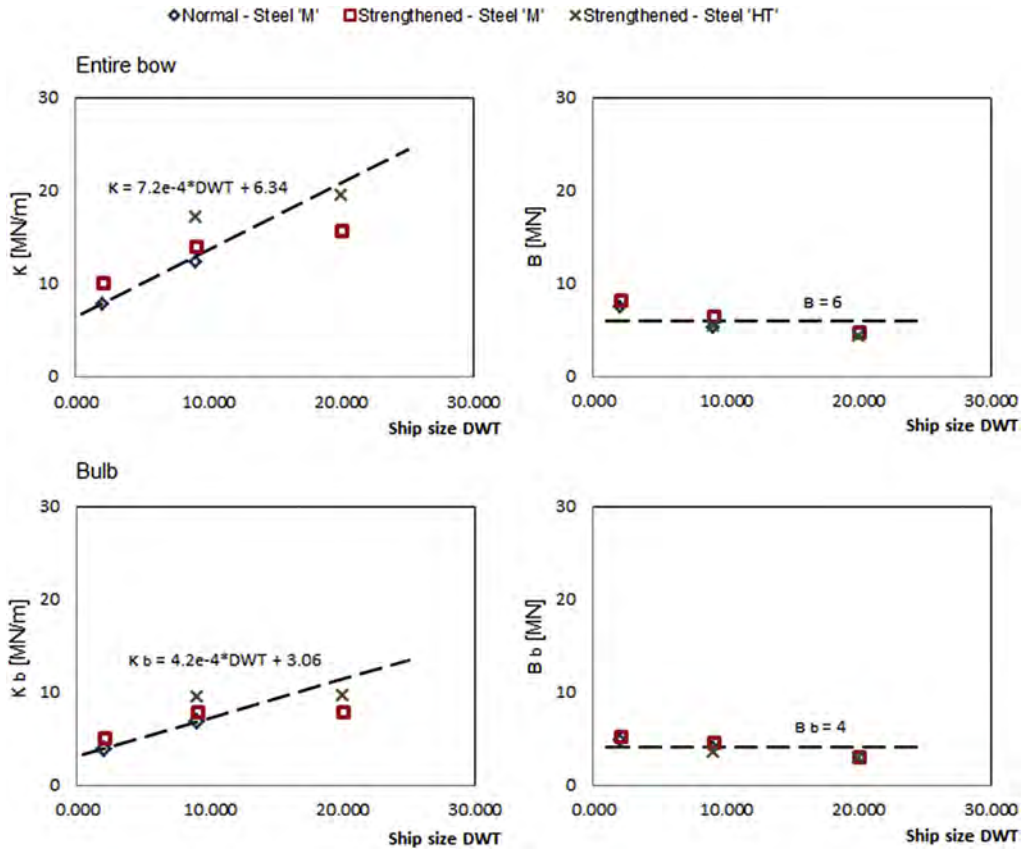 Normal - Steel 'M' Strengthened - Steel 'M' Strengthened - Steel 'HT'
Entire bow
30
20
10
0
K [MN/m]
K = 7.2e-4*DWT + 6.34
0.000 10.000 20.000 30.000
Ship size DWT
30
20
10
0
B [MN]
B = 6
0.000 10.000 20.000 30.000
Ship size DWT
Bulb
30
20
10
0
K b [MN/m]
K b = 4.2e-4*DWT + 3.06
0.000 10.000 20.000 30.000
Ship size DWT
30
20
10
0
B b [MN]
B b = 4
0.000 10.000 20.000 30.000
Ship size DWT